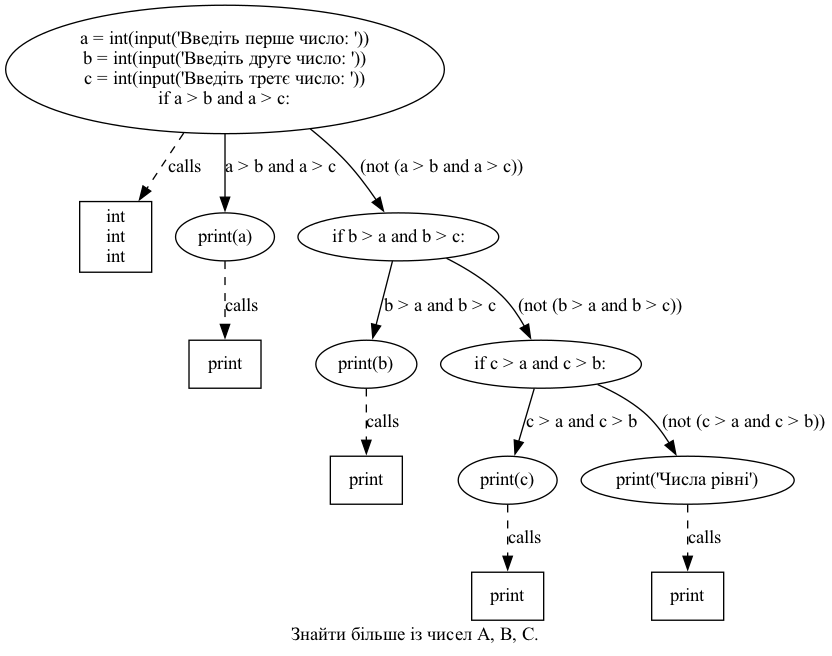 a = int(input('Введіть перше число: '))
b = int(input('Введіть друге число: '))
c = int(input('Введіть третє число: '))
if a > b and a > c:
calls
a > b and a > c
(not (a > b and a > c))
int
int
int
print(a)
if b > a and b > c:
calls
b > a and b > c
(not (b > a and b > c))
print
print(b)
if c > a and c > b:
calls
c > a and c > b
(not (c > a and c > b))
print
print(c)
print('Числа рівні')
calls
calls
print
print
Знайти більше із чисел A, B, C.